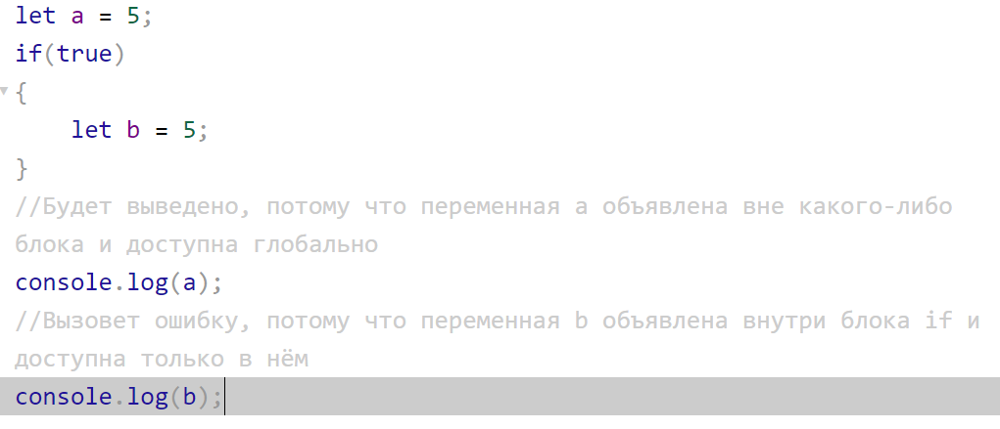 let a = 5;
if(true)
{
    let b = 5;
}
//Будет выведено, потому что переменная a объявлена вне какого-либо
блока и доступна глобально
console.log(a);
//Вызовет ошибку, потому что переменная b объявлена внутри блока if и
доступна только в нём
console.log(b);